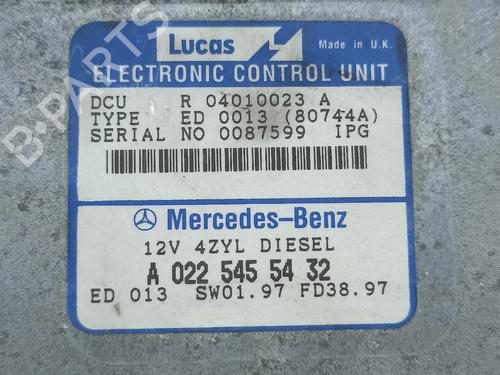 Lucas Made in U.K.
ELECTRONIC CONTROL UNIT
DCU R 04010023 A
TYPE ED 0013 (80744A)
SERIAL NO 0087599 IPG
Mercedes-Benz
12V 4ZYL DIESEL
A 022 545 54 32
ED 013 SW01.97 FD38.97
B-PARTS